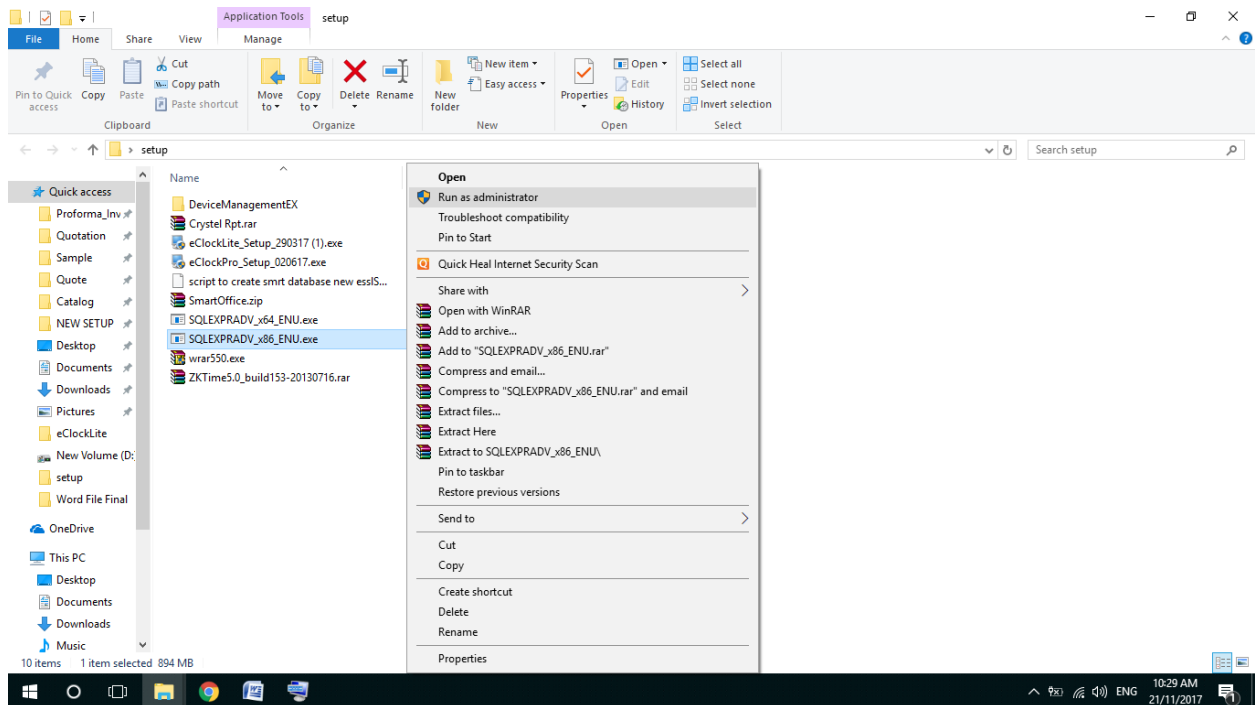 Application Tools setup
File Home Share View Manage
Pin to Quick access
Copy
Paste
Cut
Copy path
Paste shortcut
Clipboard
Move to
Copy to
Delete
Rename
Organize
New folder
New item
Easy access
New
Properties
Open
Edit
History
Open
Select all
Select none
Invert selection
Select
setup
Search setup
Quick access
Proforma_Inv
Quotation
Sample
Quote
Catalog
NEW SETUP
Desktop
Documents
Downloads
Pictures
eClockLite
New Volume (D:
setup
Word File Final
OneDrive
This PC
Desktop
Documents
Downloads
Music
Name
DeviceManagementEX
Crystel Rpt.rar
eClockLite_Setup_290317 (1).exe
eClockPro_Setup_020617.exe
script to create smrt database new esslS...
SmartOffice.zip
SQLEXPRADV_x64_ENU.exe
SQLEXPRADV_x86_ENU.exe
wrar550.exe
ZKTime5.0_build153-20130716.rar
Open
Run as administrator
Troubleshoot compatibility
Pin to Start
Quick Heal Internet Security Scan
Share with
Open with WinRAR
Add to archive...
Add to "SQLEXPRADV_x86_ENU.rar"
Compress and email...
Compress to "SQLEXPRADV_x86_ENU.rar" and email
Extract files...
Extract Here
Extract to SQLEXPRADV_x86_ENU\
Pin to taskbar
Restore previous versions
Send to
Cut
Copy
Create shortcut
Delete
Rename
Properties
10 items 1 item selected 894 MB
ENG
10:29 AM
21/11/2017
1